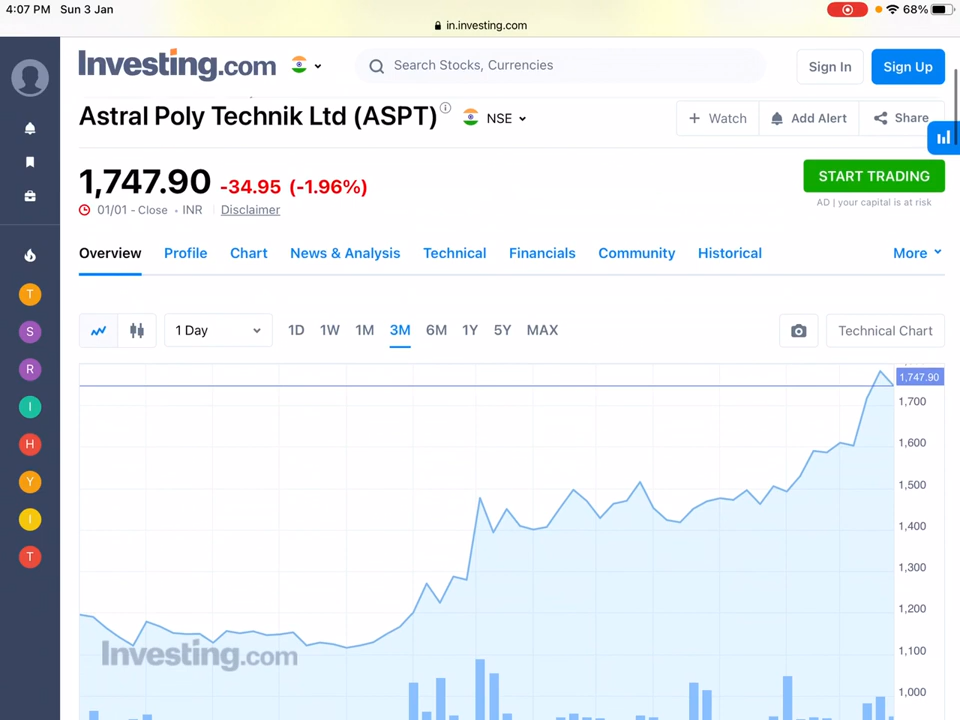 4:07 PM Sun 3 Jan 68%
in.investing.com
Investing.com Search Stocks, Currencies Sign In Sign Up
Astral Poly Technik Ltd (ASPT) NSE + Watch Add Alert Share
1,747.90 -34.95 (-1.96%) START TRADING
01/01 - Close • INR Disclaimer AD | your capital is at risk
Overview Profile Chart News & Analysis Technical Financials Community Historical More
T
S
R
I
H
Y
I
T
1 Day 1D 1W 1M 3M 6M 1Y 5Y MAX Technical Chart
1,747.90
1,700
1,600
1,500
1,400
1,300
1,200
1,100
1,000
Investing.com